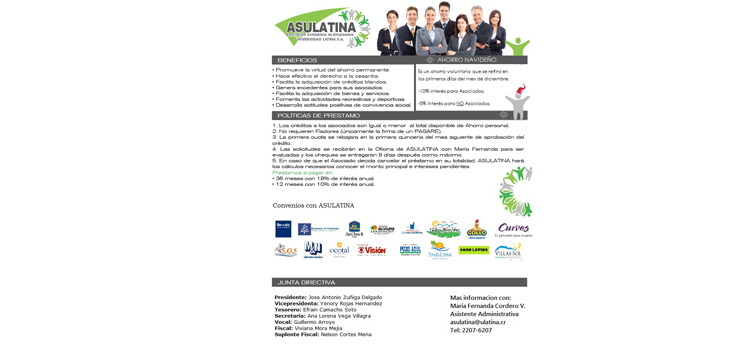 ASULATINA
Asociación Solidarista de Empleados
UNIVERSIDAD LATINA S.A.
BENEFICIOS
• Promueve la virtud del ahorro permanente.
• Hace efectivo el derecho a la cesantía.
• Facilita la adquisición de créditos blandos.
• Genera excedentes para sus asociados.
• Facilita la adquisición de bienes y servicios.
• Fomenta las actividades recreativas y deportivas.
• Desarrolla actitudes positivas de convivencia social.
AHORRO NAVIDEÑO
Es un ahorro voluntario que se retira en
los primeros días del mes de diciembre.
-10% interés para Asociados.
-8% interés para NO Asociados.
POLÍTICAS DE PRESTAMO
1. Los créditos a los asociados son igual o menor al total disponible de Ahorro personal.
2. No requieren Fiadores (únicamente la firma de un PAGARE).
3. La primera cuota se rebajara en la primera quincena del mes siguiente de aprobación del
crédito.
4. Las solicitudes se recibirán en la Oficina de ASULATINA con María Fernanda para ser
evaluadas y los cheques se entregaran 8 días después como máximo.
5. En caso de que el Asociado decida cancelar el préstamo en su totalidad, ASULATINA hará
los cálculos necesarios conocer el monto principal e intereses pendientes.
Prestamos a pagar en:
• 36 meses con 18% de interés anual.
• 12 meses con 10% de interés anual.
Convenios con ASULATINA
Best Western
Curves
S.O.S
MN
ocotal
Visión
PUNTO AZUL
VILLAS SOL
JUNTA DIRECTIVA
Presidente: Jose Antonio Zuñiga Delgado
Vicepresidenta: Yenory Rojas Hernandez
Tesorero: Efrain Camacho Soto
Secretaria: Ana Lorena Vega Villagra
Vocal: Guillermo Arroyo
Fiscal: Viviana Mora Mejia
Suplente Fiscal: Nelson Cortes Mena
Mas informacion con:
Maria Fernanda Cordero V.
Asistente Administrativa
asulatina@ulatina.cr
Tel: 2207-6207